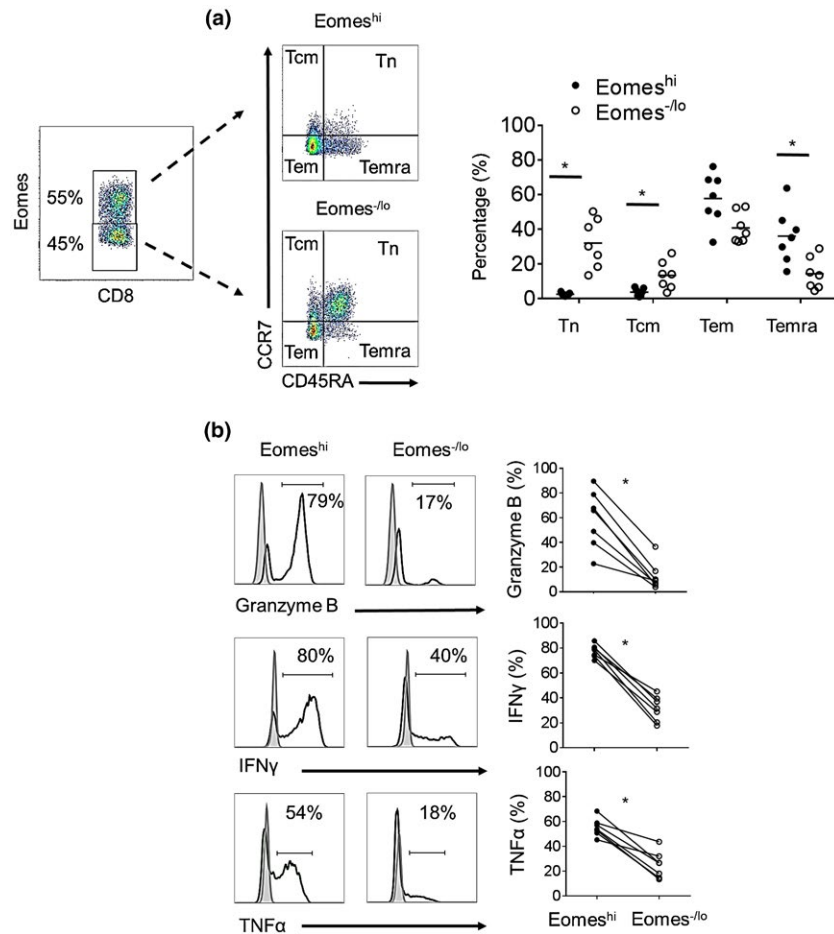 (a)
Eomes^hi
Tcm
Tn
Tem
Temra
Eomes
55%
45%
CD8
Eomes^-/lo
Tcm
Tn
Tem
Temra
CCR7
CD45RA
Eomes^hi
Eomes^-/lo
Percentage (%)
100
80
60
40
20
0
*
*
*
Tn Tcm Tem Temra
(b)
Eomes^hi
Eomes^-/lo
79%
17%
Granzyme B
Granzyme B (%)
100
80
60
40
20
0
*
80%
40%
IFNγ
IFNγ (%)
100
80
60
40
20
0
*
54%
18%
TNFα
TNFα (%)
100
80
60
40
20
0
*
Eomes^hi Eomes^-/lo